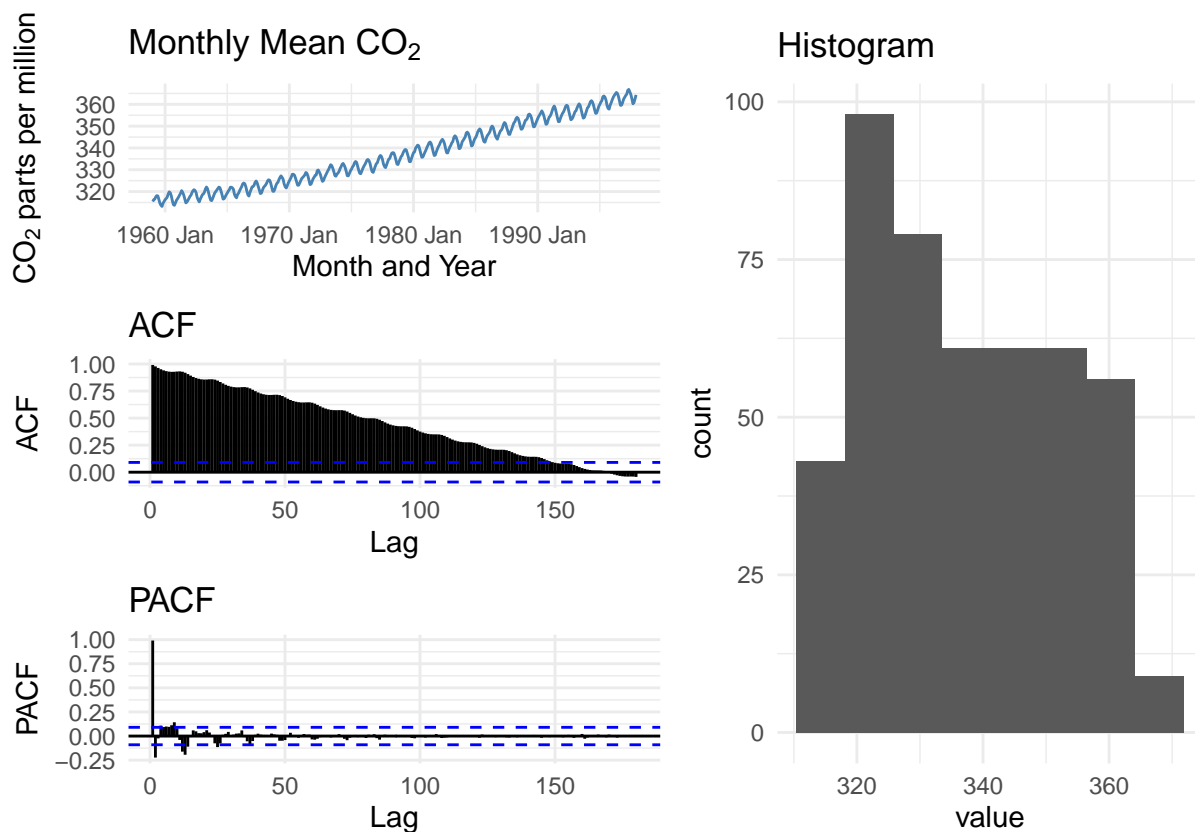 Monthly Mean CO₂
CO₂ parts per million
360
350
340
330
320
1960 Jan 1970 Jan 1980 Jan 1990 Jan
Month and Year
ACF
ACF
1.00
0.75
0.50
0.25
0.00
0 50 100 150
Lag
PACF
PACF
1.00
0.75
0.50
0.25
0.00
−0.25
0 50 100 150
Lag
Histogram
count
100
75
50
25
0
320 340 360
value